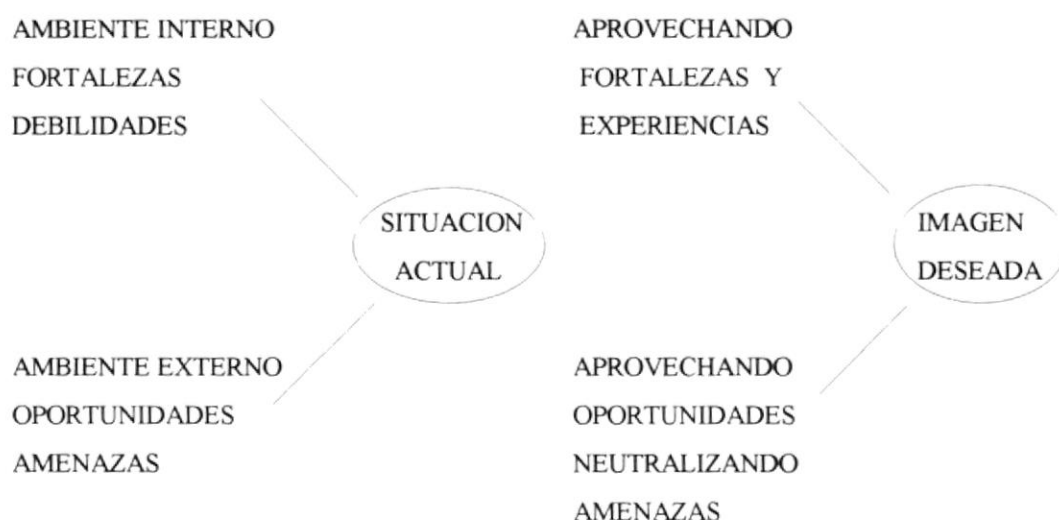 AMBIENTE INTERNO
FORTALEZAS
DEBILIDADES
SITUACION
ACTUAL
AMBIENTE EXTERNO
OPORTUNIDADES
AMENAZAS
APROVECHANDO
FORTALEZAS Y
EXPERIENCIAS
IMAGEN
DESEADA
APROVECHANDO
OPORTUNIDADES
NEUTRALIZANDO
AMENAZAS